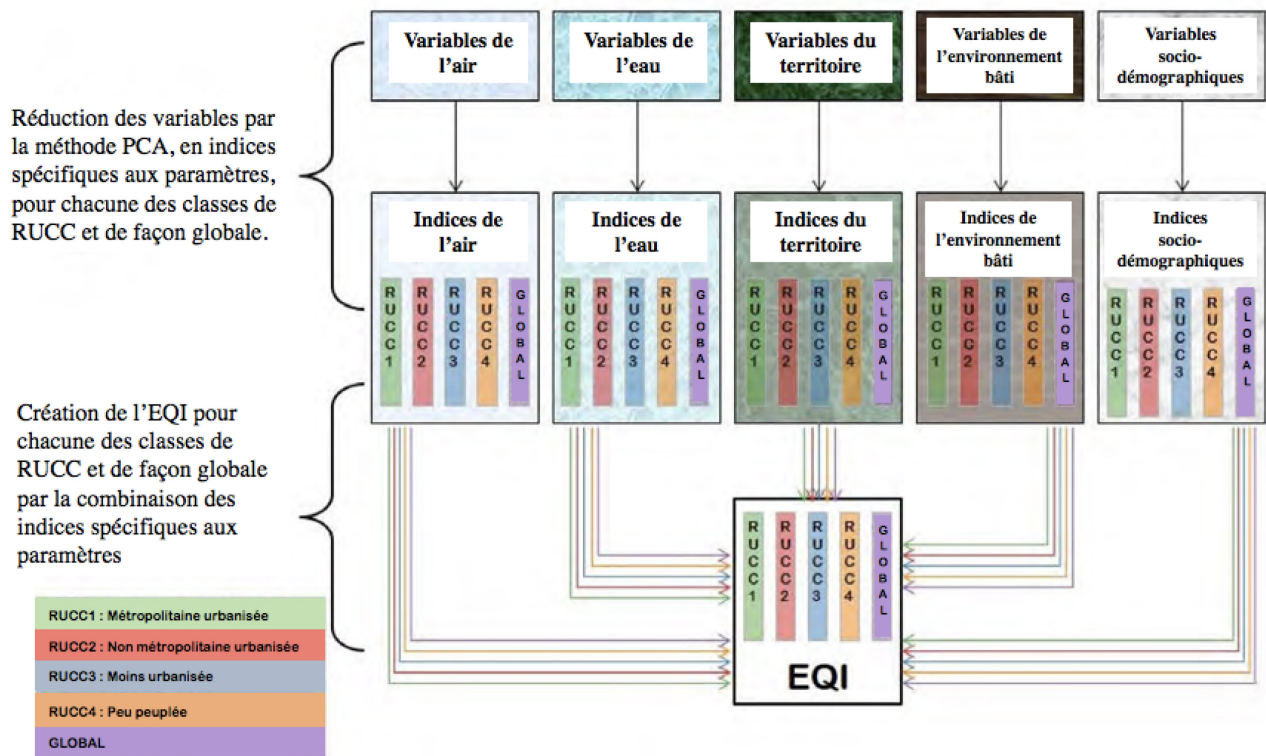 Variables de
l’air
Variables de
l’eau
Variables du
territoire
Variables de
l’environnement
bâti
Variables
socio-
démographiques
Réduction des variables par
la méthode PCA, en indices
spécifiques aux paramètres,
pour chacune des classes de
RUCC et de façon globale.
Indices de
l’air
RUCC1
RUCC2
RUCC3
RUCC4
GLOBAL
Indices de
l’eau
RUCC1
RUCC2
RUCC3
RUCC4
GLOBAL
Indices du
territoire
RUCC1
RUCC2
RUCC3
RUCC4
GLOBAL
Indices de
l’environnement
bâti
RUCC1
RUCC2
RUCC3
RUCC4
GLOBAL
Indices
socio-
démographiques
RUCC1
RUCC2
RUCC3
RUCC4
GLOBAL
Création de l’EQI pour
chacune des classes de
RUCC et de façon globale
par la combinaison des
indices spécifiques aux
paramètres
RUCC1
RUCC2
RUCC3
RUCC4
GLOBAL
EQI
RUCC1 : Métropolitaine urbanisée
RUCC2 : Non métropolitaine urbanisée
RUCC3 : Moins urbanisée
RUCC4 : Peu peuplée
GLOBAL